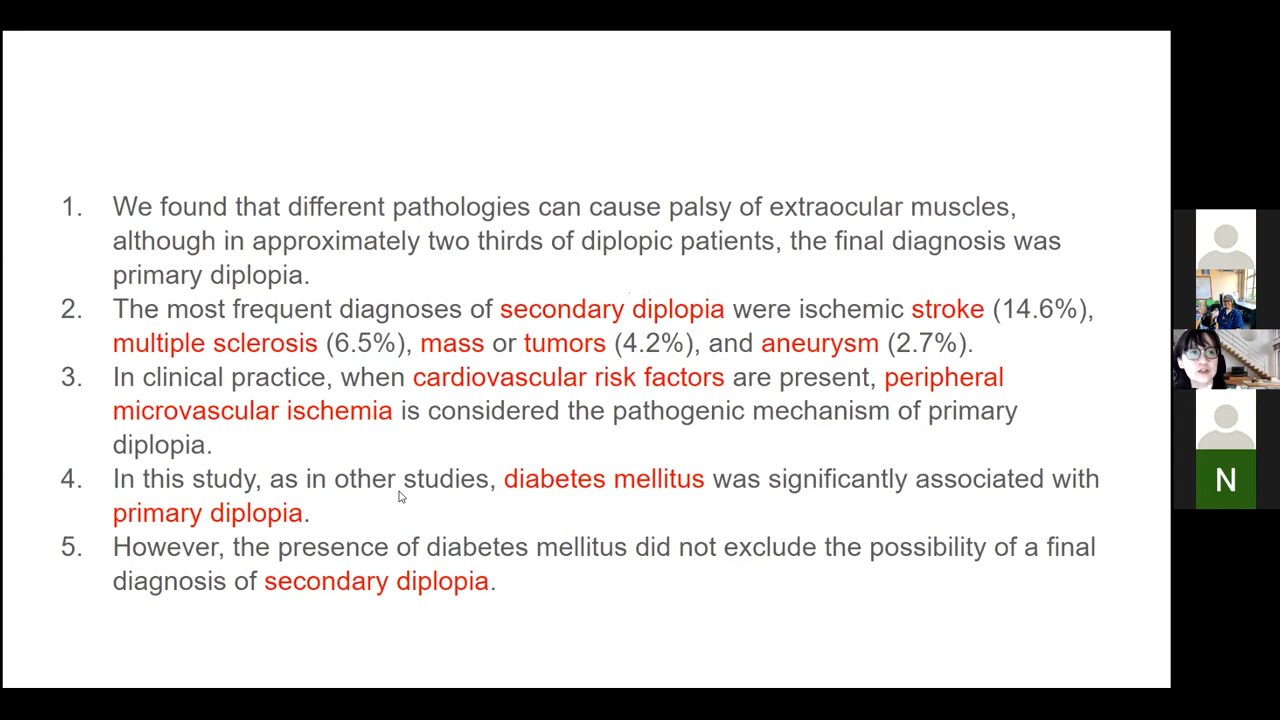 1. We found that different pathologies can cause palsy of extraocular muscles,
although in approximately two thirds of diplopic patients, the final diagnosis was
primary diplopia.
2. The most frequent diagnoses of secondary diplopia were ischemic stroke (14.6%),
multiple sclerosis (6.5%), mass or tumors (4.2%), and aneurysm (2.7%).
3. In clinical practice, when cardiovascular risk factors are present, peripheral
microvascular ischemia is considered the pathogenic mechanism of primary
diplopia.
4. In this study, as in other studies, diabetes mellitus was significantly associated with
primary diplopia.
5. However, the presence of diabetes mellitus did not exclude the possibility of a final
diagnosis of secondary diplopia.
N